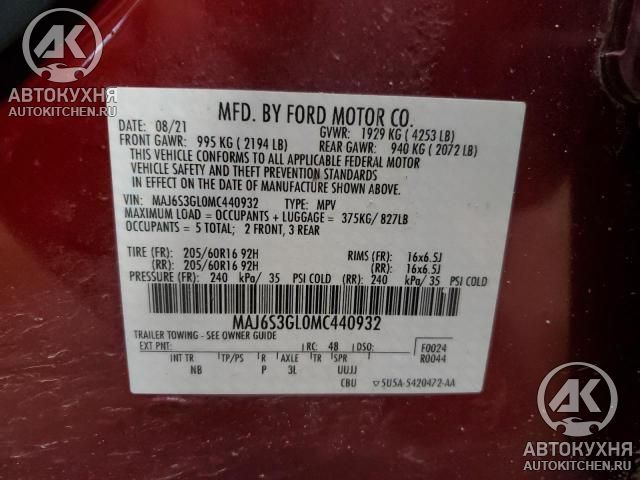 AK
АВТОКУХНЯ
AUTOKITCHEN.RU
MFD. BY FORD MOTOR CO.
DATE: 08/21 GVWR: 1929 KG ( 4253 LB)
FRONT GAWR: 995 KG ( 2194 LB) REAR GAWR: 940 KG ( 2072 LB)
THIS VEHICLE CONFORMS TO ALL APPLICABLE FEDERAL MOTOR
VEHICLE SAFETY AND THEFT PREVENTION STANDARDS
IN EFFECT ON THE DATE OF MANUFACTURE SHOWN ABOVE.
VIN: MAJ6S3GL0MC440932 TYPE: MPV
MAXIMUM LOAD = OCCUPANTS + LUGGAGE = 375KG/ 827LB
OCCUPANTS = 5 TOTAL; 2 FRONT, 3 REAR
TIRE (FR): 205/60R16 92H RIMS (FR): 16x6.5J
(RR): 205/60R16 92H (RR): 16x6.5J
PRESSURE (FR): 240 kPa/ 35 PSI COLD (RR): 240 kPa/ 35 PSI COLD
MAJ6S3GL0MC440932
TRAILER TOWING - SEE OWNER GUIDE
EXT PNT: RC: 48 DSO: F0024
R0044
INT TR TP/PS R AXLE TR SPR
NB P 3L UUJJ
CBU 5U5A-5420472-AA
AK
АВТОКУХНЯ
AUTOKITCHEN.RU